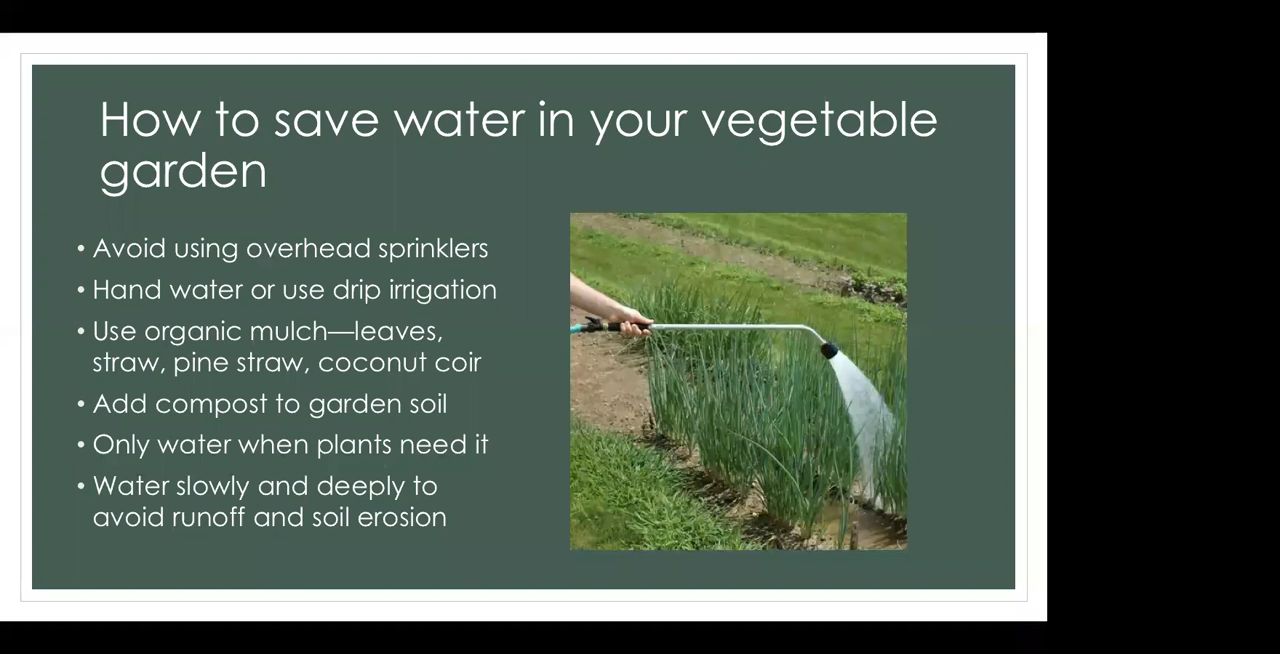 How to save water in your vegetable
garden
• Avoid using overhead sprinklers
• Hand water or use drip irrigation
• Use organic mulch—leaves,
straw, pine straw, coconut coir
• Add compost to garden soil
• Only water when plants need it
• Water slowly and deeply to
avoid runoff and soil erosion